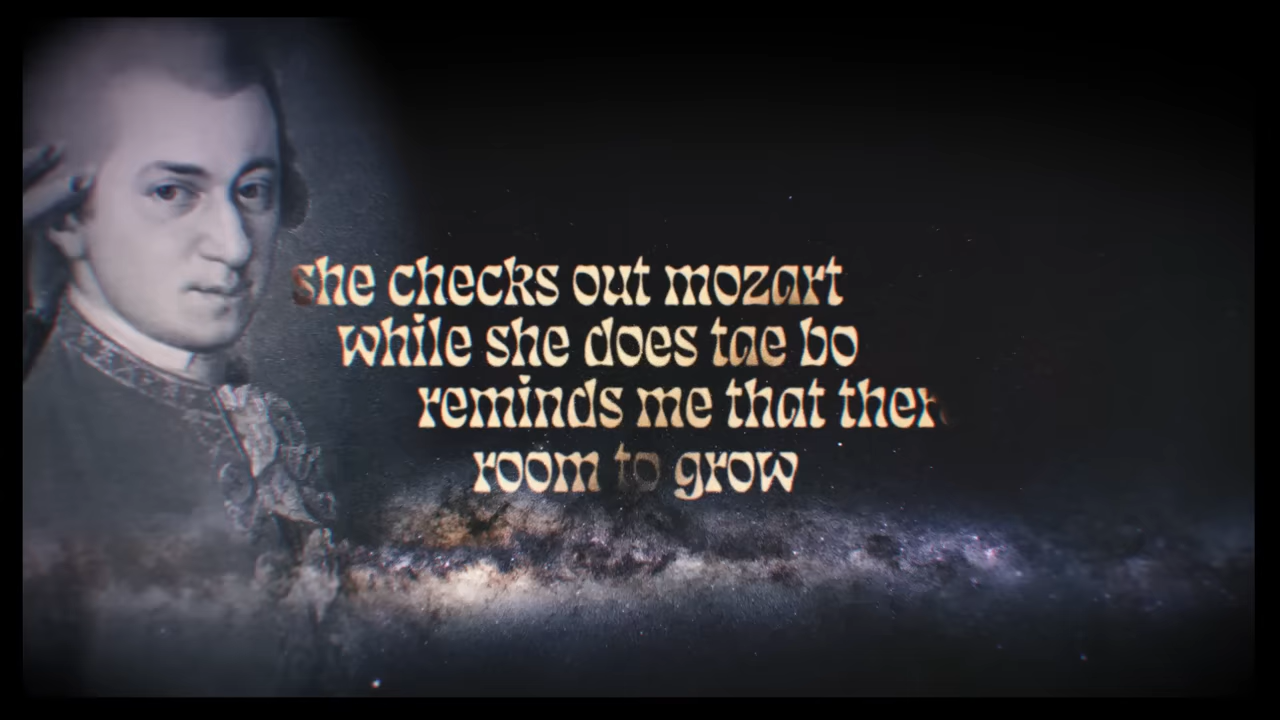 she checks out mozart
while she does tae bo
reminds me that
room to grow